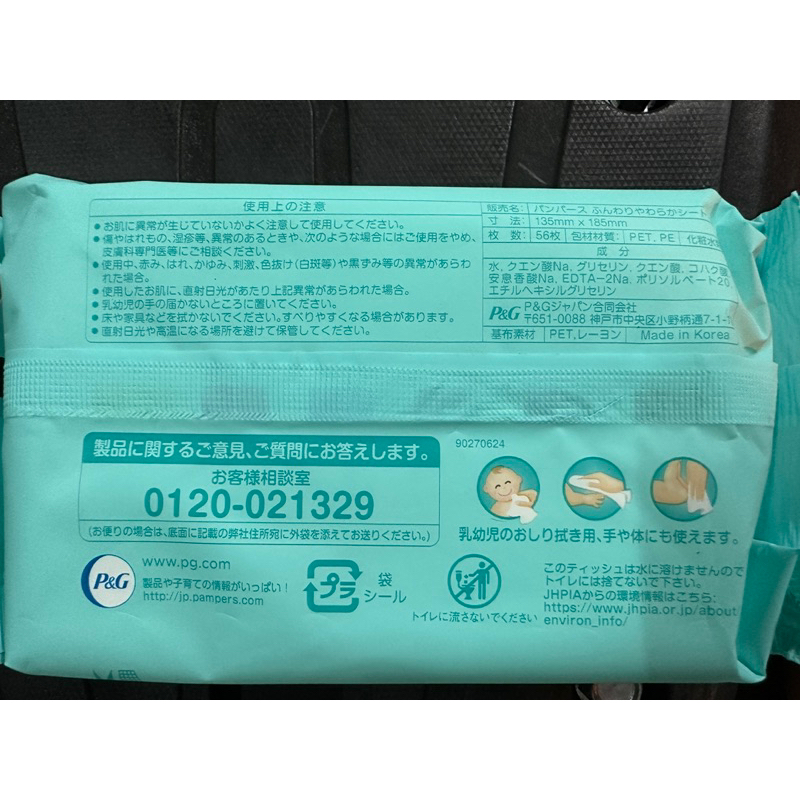 使用上の注意
●お肌に異常が生じていないかよく注意して使用してください。
●傷やはれもの、湿疹等、異常のあるときや、次のような場合にはご使用をやめ、
皮膚科専門医等にご相談ください。
●使用中、赤み、はれ、かゆみ、刺激、色抜け(白斑等)や黒ずみ等の異常があらわ
れた場合。
●使用したお肌に、直射日光があたり上記異常があらわれた場合。
●乳幼児の手の届かないところに置いてください。
●床や家具などを拭かないでください。すべりやすくなる場合があります。
●直射日光や高温になる場所を避けて保管してください。
販売名: パンパース ふんわりやわらかシート
寸 法: 135mm x 185mm
枚 数: 56枚 包材材質: PET, PE 化粧水
成 分
水、クエン酸Na、グリセリン、クエン酸、コハク酸
安息香酸Na、EDTA-2Na、ポリソルベート20、
エチルヘキシルグリセリン
P&G P&Gジャパン合同会社
〒651-0088 神戸市中央区小野柄通7-1-
基布素材 PET,レーヨン Made in Korea
製品に関するご意見、ご質問にお答えします。
お客様相談室
0120-021329
(お便りの場合は、底面に記載の弊社住所宛に外袋を添えてお送りください。)
90270624
乳幼児のおしり拭き用、手や体にも使えます。
P&G
www.pg.com
製品や子育ての情報がいっぱい!
http://jp.pampers.com
プラ
袋
シール
トイレに流さないでください
このティッシュは水に溶けませんので
トイレには捨てないで下さい。
JHPIAからの環境情報はこちら:
https://www.jhpia.or.jp/about
environ_info/